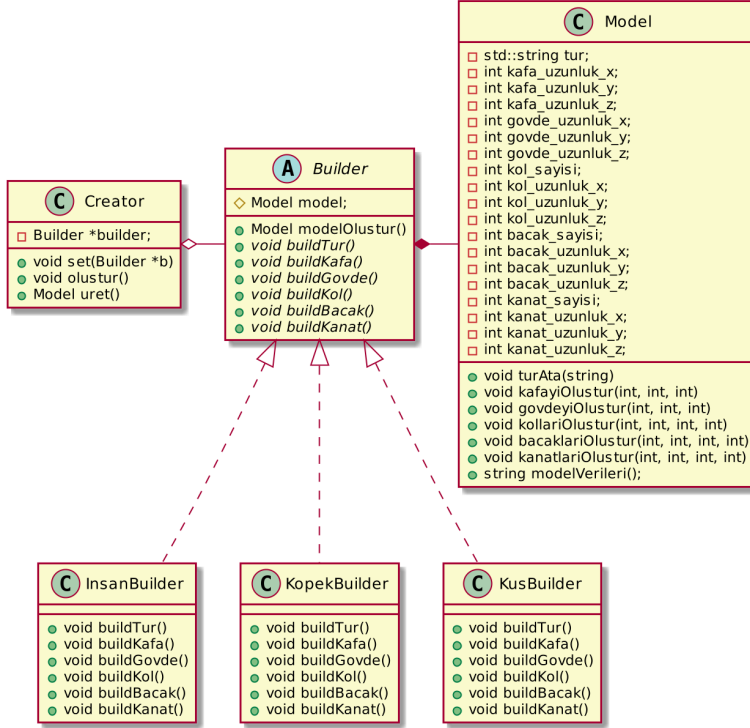 C Model
std::string tur;
int kafa_uzunluk_x;
int kafa_uzunluk_y;
int kafa_uzunluk_z;
int govde_uzunluk_x;
int govde_uzunluk_y;
int govde_uzunluk_z;
int kol_sayisi;
int kol_uzunluk_x;
int kol_uzunluk_y;
int kol_uzunluk_z;
int bacak_sayisi;
int bacak_uzunluk_x;
int bacak_uzunluk_y;
int bacak_uzunluk_z;
int kanat_sayisi;
int kanat_uzunluk_x;
int kanat_uzunluk_y;
int kanat_uzunluk_z;
void turAta(string)
void kafayiOlustur(int, int, int)
void govdeyiOlustur(int, int, int)
void kollariOlustur(int, int, int, int)
void bacaklariOlustur(int, int, int, int)
void kanatlariOlustur(int, int, int, int)
string modelVerileri();
A Builder
Model model;
Model modelOlustur()
void buildTur()
void buildKafa()
void buildGovde()
void buildKol()
void buildBacak()
void buildKanat()
C Creator
Builder *builder;
void set(Builder *b)
void olustur()
Model uret()
C InsanBuilder
void buildTur()
void buildKafa()
void buildGovde()
void buildKol()
void buildBacak()
void buildKanat()
C KopekBuilder
void buildTur()
void buildKafa()
void buildGovde()
void buildKol()
void buildBacak()
void buildKanat()
C KusBuilder
void buildTur()
void buildKafa()
void buildGovde()
void buildKol()
void buildBacak()
void buildKanat()